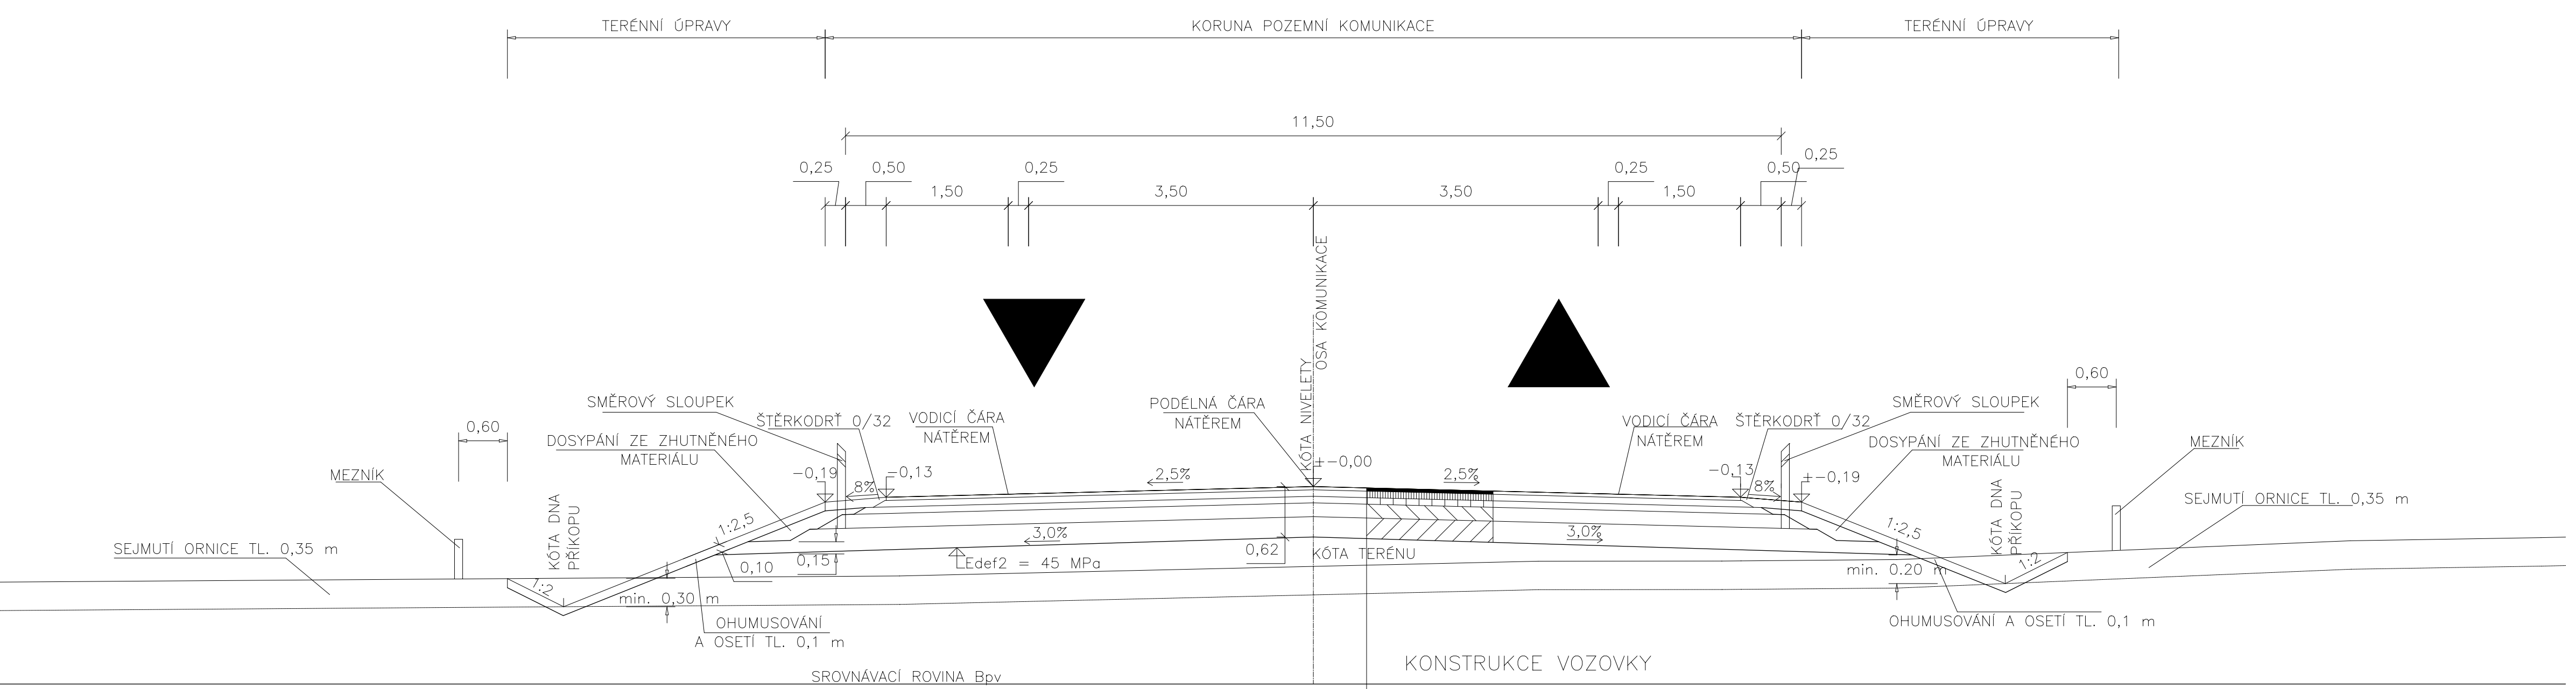 TERÉNNÍ ÚPRAVY
KORUNA POZEMNÍ KOMUNIKACE
TERÉNNÍ ÚPRAVY
11,50
0,25
0,50
1,50
0,25
3,50
3,50
0,25
1,50
0,50
0,25
OSA KOMUNIKACE
KÓTA NIVELETY
0,60
0,60
SMĚROVÝ SLOUPEK
ŠTĚRKODRŤ 0/32
VODICÍ ČÁRA
NÁTĚREM
PODÉLNÁ ČÁRA
NÁTĚREM
VODICÍ ČÁRA
NÁTĚREM
ŠTĚRKODRŤ 0/32
SMĚROVÝ SLOUPEK
DOSYPÁNÍ ZE ZHUTNĚNÉHO
MATERIÁLU
DOSYPÁNÍ ZE ZHUTNĚNÉHO
MATERIÁLU
MEZNÍK
MEZNÍK
-0,19
-0,13
+-0,00
-0,13
+-0,19
8%
2,5%
2,5%
8%
KÓTA DNA
PŘÍKOPU
KÓTA DNA
PŘÍKOPU
SEJMUTÍ ORNICE TL. 0,35 m
SEJMUTÍ ORNICE TL. 0,35 m
1:2,5
1:2,5
3,0%
3,0%
0,62
KÓTA TERÉNU
0,15
0,10
Edef2 = 45 MPa
1:2
1:2
min. 0,30 m
min. 0.20 m
OHUMUSOVÁNÍ
A OSETÍ TL. 0,1 m
OHUMUSOVÁNÍ A OSETÍ TL. 0,1 m
KONSTRUKCE VOZOVKY
SROVNÁVACÍ ROVINA Bpv